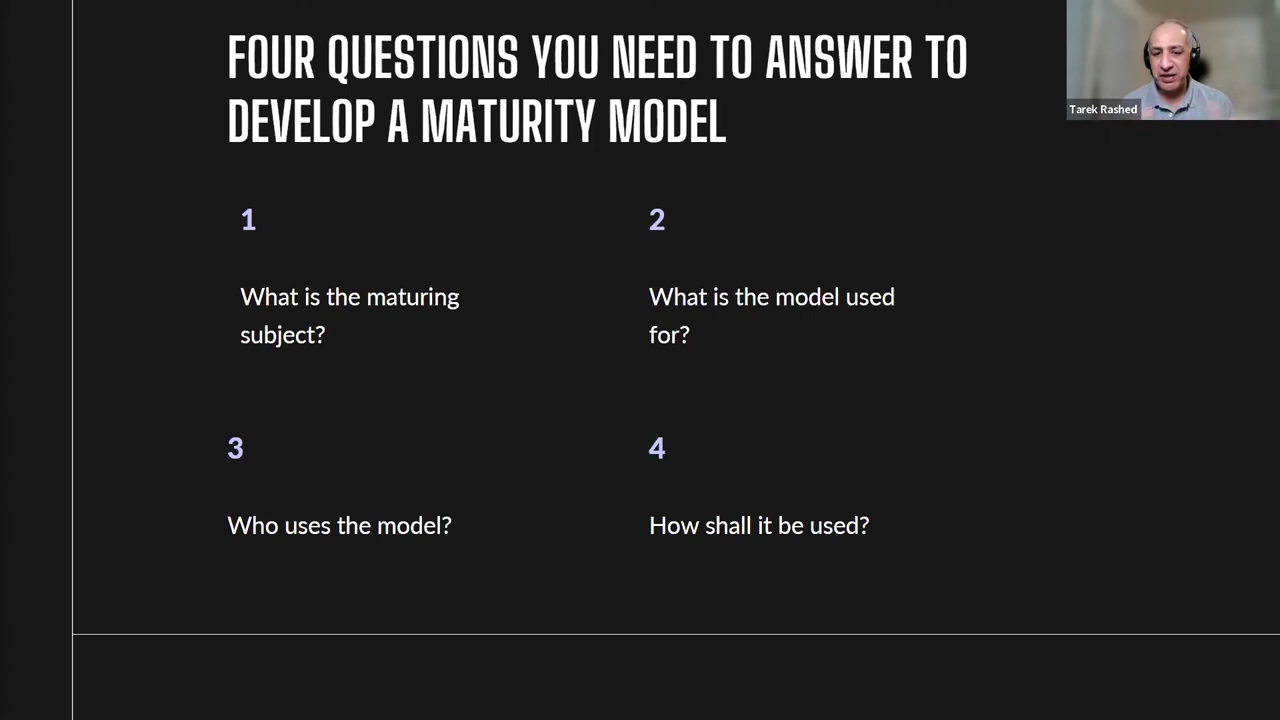 FOUR QUESTIONS YOU NEED TO ANSWER TO
DEVELOP A MATURITY MODEL
Tarek Rashed
1
What is the maturing
subject?
2
What is the model used
for?
3
Who uses the model?
4
How shall it be used?